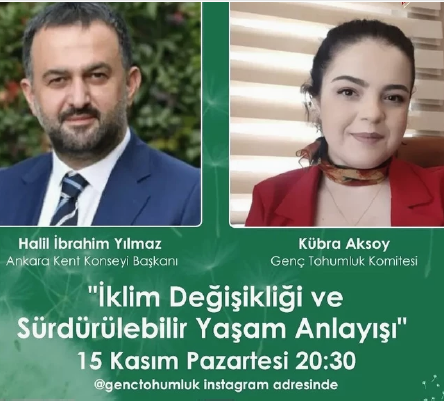 Halil İbrahim Yılmaz
Ankara Kent Konseyi Başkanı
Kübra Aksoy
Genç Tohumluk Komitesi
"İklim Değişikliği ve
Sürdürülebilir Yaşam Anlayışı"
15 Kasım Pazartesi 20:30
@genctohumluk instagram adresinde